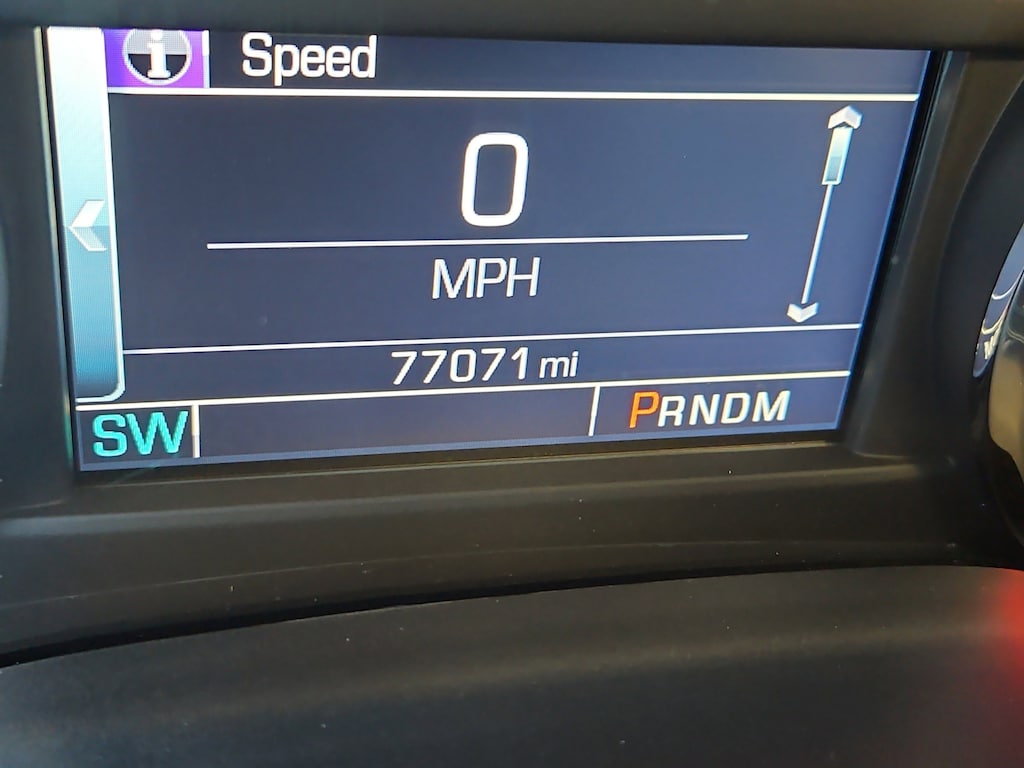 i Speed
0
MPH
77071 mi
SW PRNDM